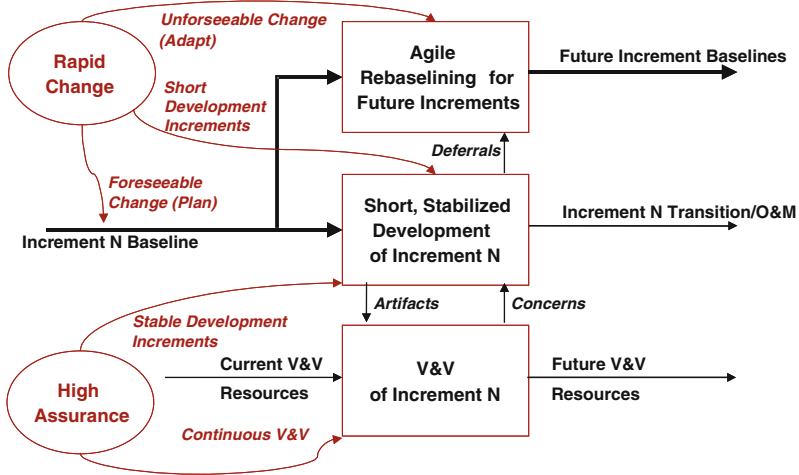 Unforseeable Change
(Adapt)
Rapid
Change
Short
Development
Increments
Agile
Rebaselining for
Future Increments
Future Increment Baselines
Deferrals
Foreseeable
Change (Plan)
Increment N Baseline
Short, Stabilized
Development
of Increment N
Increment N Transition/O&M
Artifacts
Concerns
Stable Development
Increments
High
Assurance
Current V&V
Resources
V&V
of Increment N
Future V&V
Resources
Continuous V&V